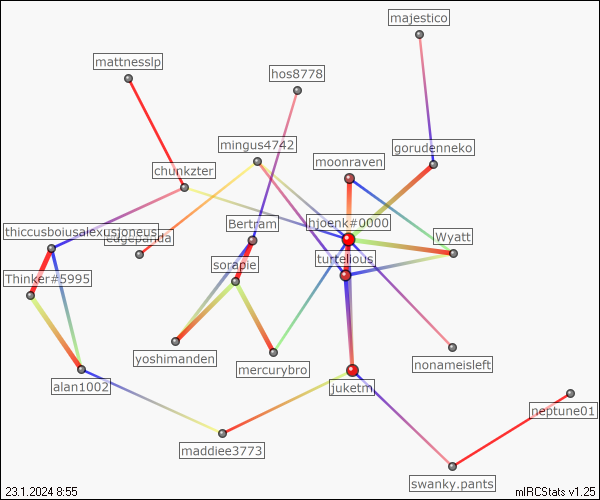 majestico
mattnesslp
hos8778
mingus4742
gorudenneko
moonraven
chunkzter
hjoenk#0000
Bertram
thiccusboiusalexusjoneus
edgepanda
Wyatt
turtelious
sorapie
Thinker#5995
yoshimanden
mercurybro
nonameisleft
alan1002
juketm
neptune01
maddiee3773
swanky.pants
23.1.2024 8:55
mIRCStats v1.25